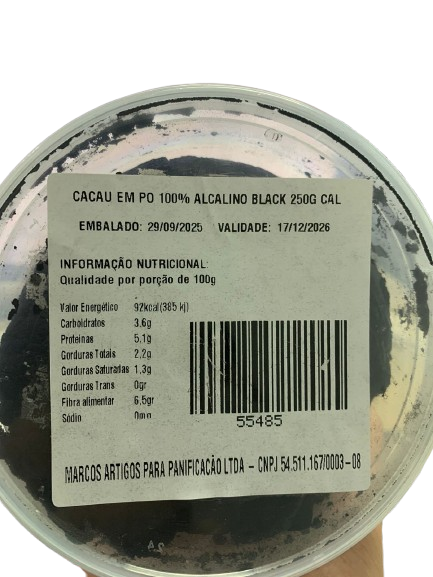 CACAU EM PO 100% ALCALINO BLACK 250G CAL
EMBALADO: 29/09/2025 VALIDADE: 17/12/2026
INFORMAÇÃO NUTRICIONAL:
Qualidade por porção de 100g
Valor Energético 92kcal(385 kj)
Carboidratos 3,6g
Proteinas 5,1g
Gorduras Totais 2,2g
Gorduras Saturadas 1,3g
Gorduras Trans 0gr
Fibra alimentar 6,5gr
Sódio 0mg
55485
MARCOS ARTIGOS PARA PANIFICAÇÃO LTDA - CNPJ 54.511.167/0003-08